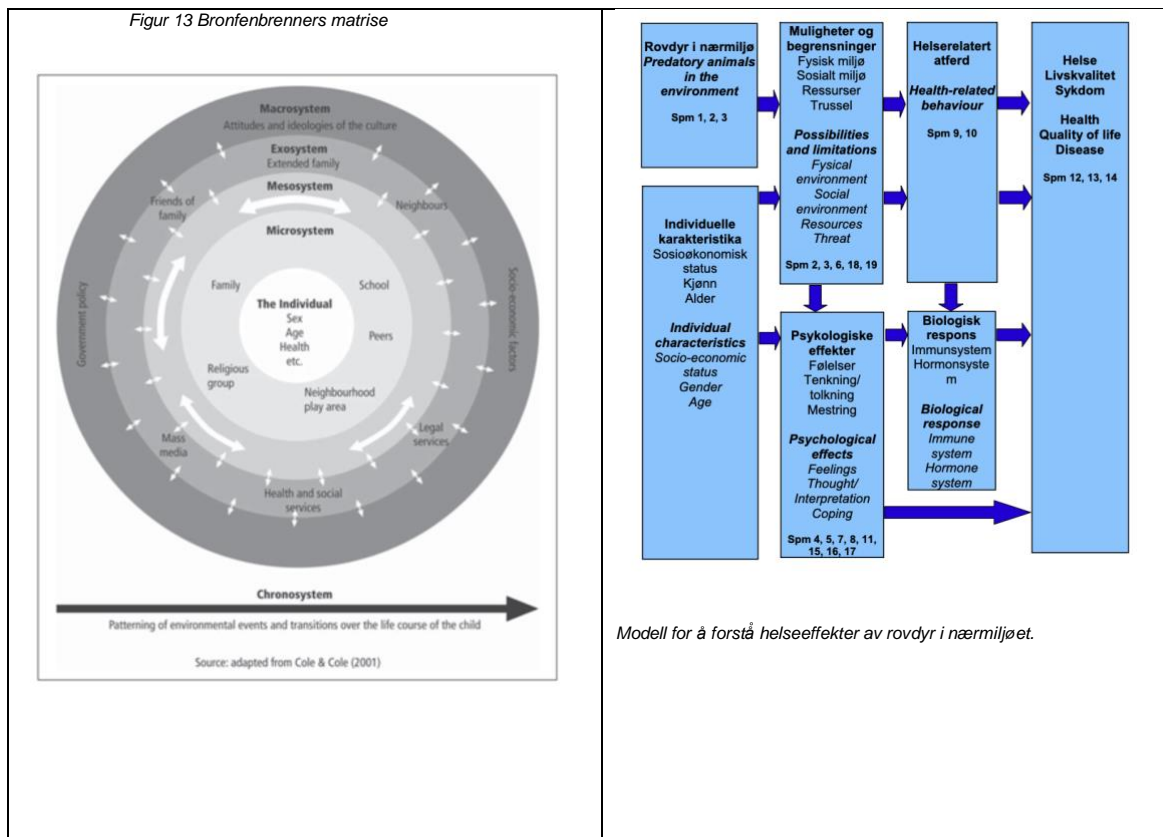 Figur 13 Bronfenbrenners matrise
Macrosystem
Attitudes and ideologies of the culture
Exosystem
Extended family
Mesosystem
Friends of
family
Neighbours
Microsystem
Family
School
The Individual
Sex
Age
Health
etc.
Peers
Religious
group
Neighbourhood
play area
Government policy
Socio-economic factors
Mass
media
Legal
services
Health and social
services
Chronosystem
Patterning of environmental events and transitions over the life course of the child
Source: adapted from Cole & Cole (2001)
Rovdyr i nærmiljø
Predatory animals
in the
environment
Spm 1, 2, 3
Individuelle
karakteristika
Sosioøkonomisk
status
Kjønn
Alder
Individual
characteristics
Socio-economic
status
Gender
Age
Muligheter og
begrensninger
Fysisk miljø
Sosialt miljø
Ressurser
Trussel
Possibilities
and limitations
Fysical
environment
Social
environment
Resources
Threat
Spm 2, 3, 6, 18, 19
Psykologiske
effekter
Følelser
Tenkning/
tolkning
Mestring
Psychological
effects
Feelings
Thought/
Interpretation
Coping
Spm 4, 5, 7, 8, 11,
15, 16, 17
Helserelatert
atferd
Health-related
behaviour
Spm 9, 10
Biologisk
respons
Immunsystem
Hormonsyste
m
Biological
response
Immune
system
Hormone
system
Helse
Livskvalitet
Sykdom
Health
Quality of life
Disease
Spm 12, 13, 14
Modell for å forstå helseeffekter av rovdyr i nærmiljøet.